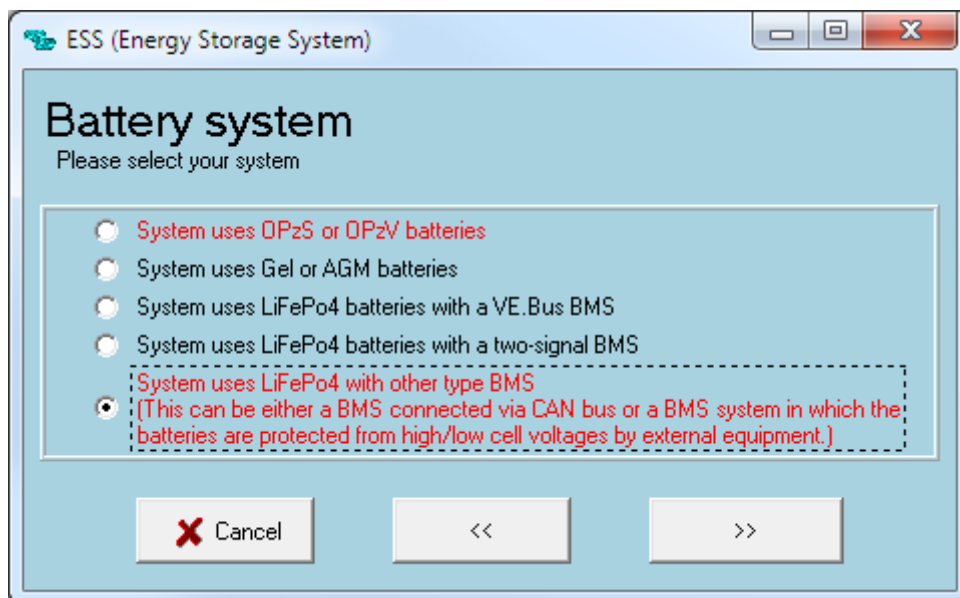 ESS (Energy Storage System)
Battery system
Please select your system
System uses OPzS or OPzV batteries
System uses Gel or AGM batteries
System uses LiFePo4 batteries with a VE.Bus BMS
System uses LiFePo4 batteries with a two-signal BMS
System uses LiFePo4 with other type BMS
(This can be either a BMS connected via CAN bus or a BMS system in which the
batteries are protected from high/low cell voltages by external equipment.)
Cancel
<<
>>